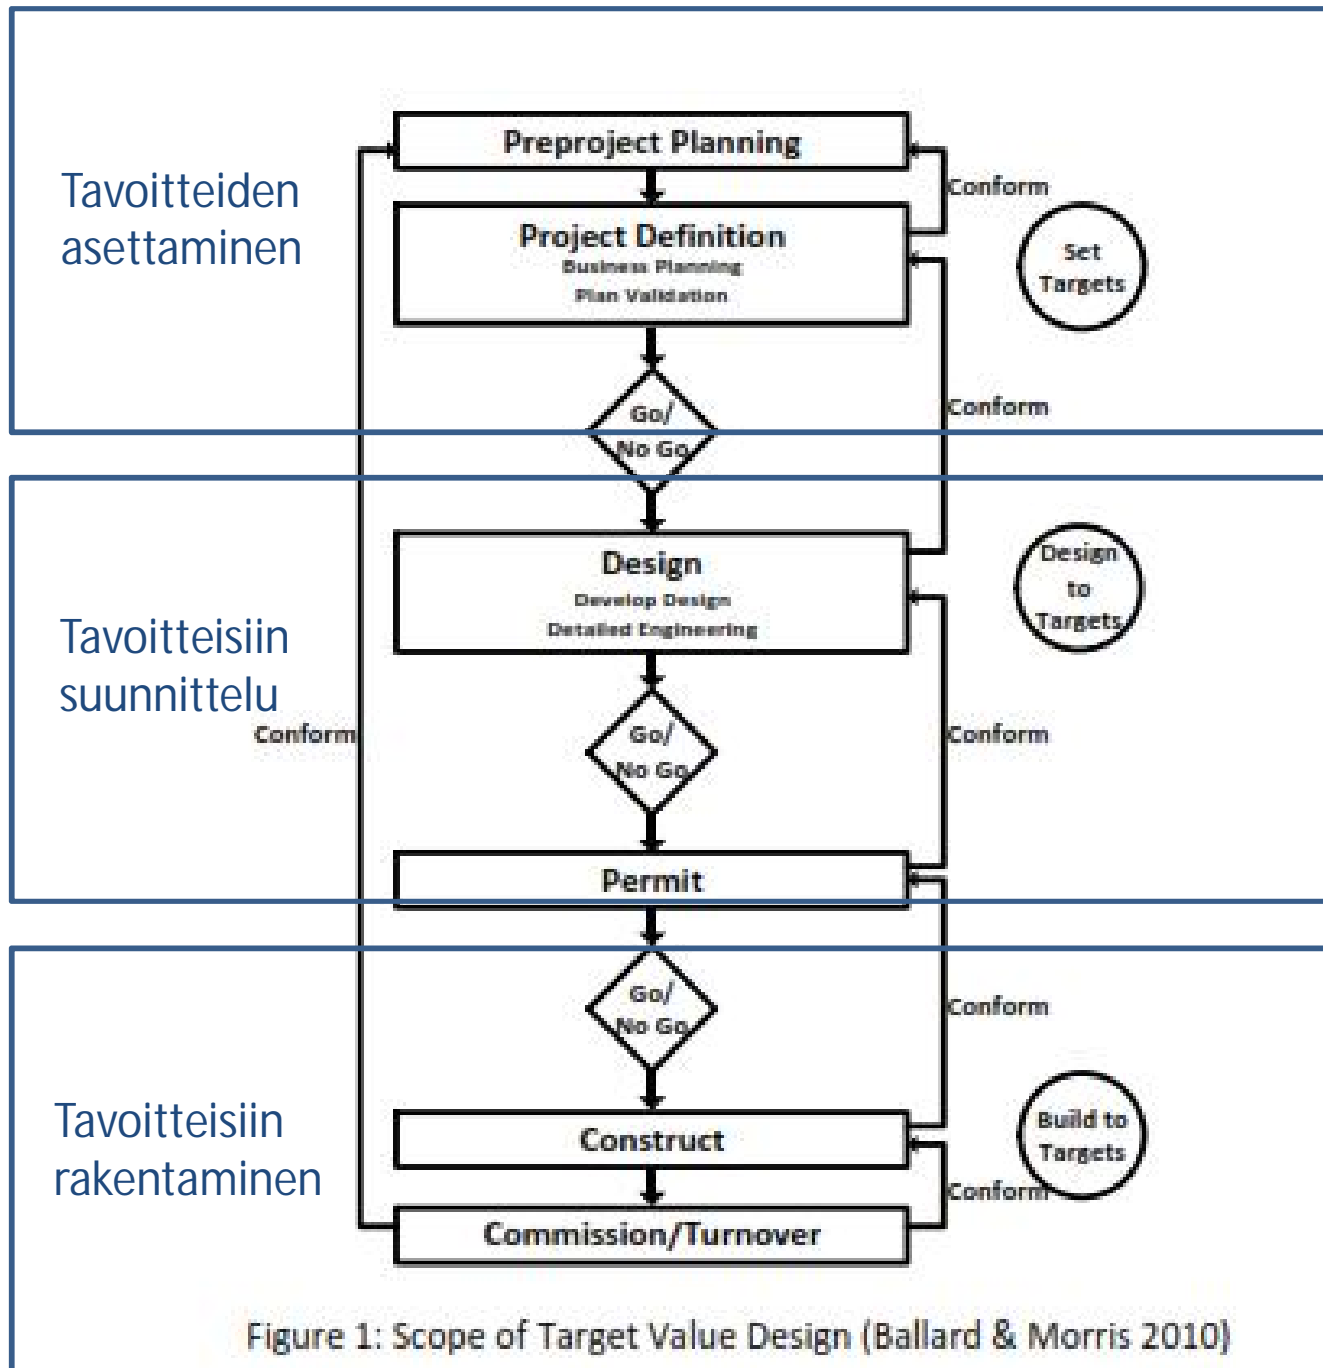 Preproject Planning
Conform
Tavoitteiden
asettaminen
Project Definition
Business Planning
Plan Validation
Set
Targets
Conform
Go/
No Go
Design
Develop Design
Detailed Engineering
Design
to
Targets
Tavoitteisiin
suunnittelu
Conform
Go/
No Go
Conform
Permit
Go/
No Go
Conform
Tavoitteisiin
rakentaminen
Construct
Build to
Targets
Conform
Commission/Turnover
Figure 1: Scope of Target Value Design (Ballard & Morris 2010)